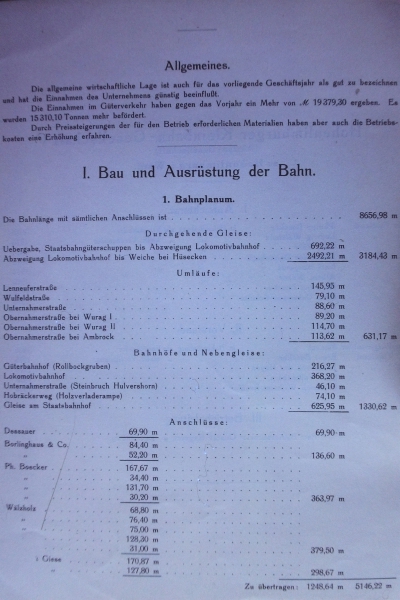 Allgemeines.
Die allgemeine wirtschaftliche Lage ist auch für das vorliegende Geschäftsjahr als gut zu bezeichnen
und hat die Einnahmen des Unternehmens günstig beeinflußt.
Die Einnahmen im Güterverkehr haben gegen das Vorjahr ein Mehr von M 19379,30 ergeben. Es
wurden 15310,10 Tonnen mehr befördert.
Durch Preissteigerungen der für den Betrieb erforderlichen Materialien haben aber auch die Betriebs-
kosten eine Erhöhung erfahren.
I. Bau und Ausrüstung der Bahn.
1. Bahnplanum.
Die Bahnlänge mit sämtlichen Anschlüssen ist 8656,98 m
Durchgehende Gleise:
Uebergabe, Staatsbahngüterschuppen bis Abzweigung Lokomotivbahnhof 692,22 m
Abzweigung Lokomotivbahnhof bis Weiche bei Hüsecken 2492,21 m 3184,43 m
Umläufe:
Lenneuferstraße 145,95 m
Wolfeldstraße 79,10 m
Unternahmerstraße 88,60 m
Obernahmerstraße bei Wurag I 89,20 m
Obernahmerstraße bei Wurag II 114,70 m
Obernahmerstraße bei Ambrock 113,62 m 631,17 m
Bahnhöfe und Nebengleise:
Güterbahnhof (Rollbockgruben) 216,27 m
Lokomotivbahnhof 368,20 m
Unternahmerstraße (Steinbruch Hulvershorn) 46,10 m
Hobräckerweg (Holzverladerampe) 74,10 m
Gleise am Staatsbahnhof 625,95 m 1330,62 m
Anschlüsse:
Dessauer 69,90 m 69,90 m
Borlinghaus & Co. 84,40 m
„ 52,20 m 136,60 m
Ph. Boecker 167,67 m
„ 34,40 m
„ 131,70 m
„ 30,20 m 363,97 m
Wälzholz 68,80 m
„ 76,40 m
„ 75,00 m
„ 128,30 m
„ 31,00 m 379,50 m
Giese 170,87 m
„ 127,80 m 298,67 m
Zu übertragen: 1248,64 m 5146,22 m